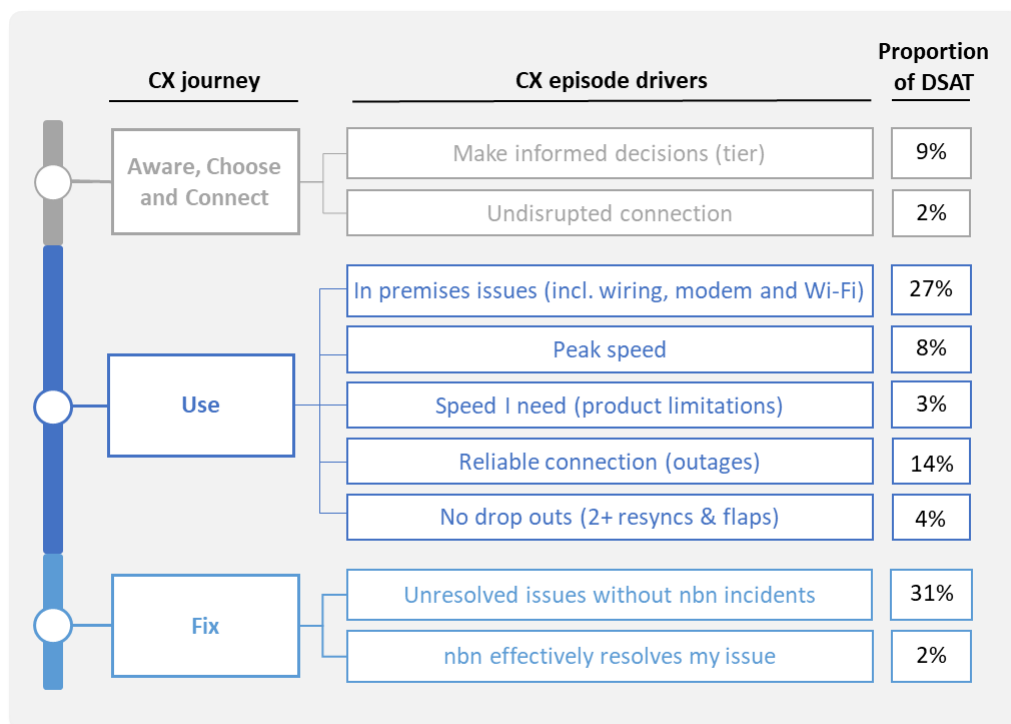 CX journey
CX episode drivers
Proportion
of DSAT
Aware, Choose
and Connect
Make informed decisions (tier)
9%
Undisrupted connection
2%
Use
In premises issues (incl. wiring, modem and Wi-Fi)
27%
Peak speed
8%
Speed I need (product limitations)
3%
Reliable connection (outages)
14%
No drop outs (2+ resyncs & flaps)
4%
Fix
Unresolved issues without nbn incidents
31%
nbn effectively resolves my issue
2%